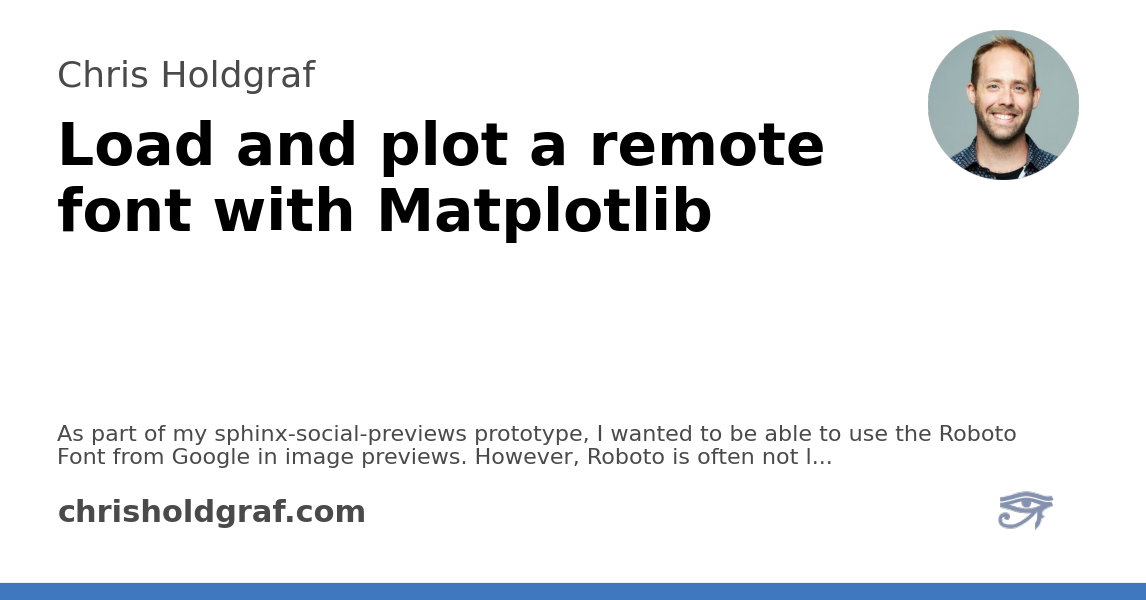 Chris Holdgraf
Load and plot a remote
font with Matplotlib
As part of my sphinx-social-previews prototype, I wanted to be able to use the Roboto
Font from Google in image previews. However, Roboto is often not l...
chrisholdgraf.com